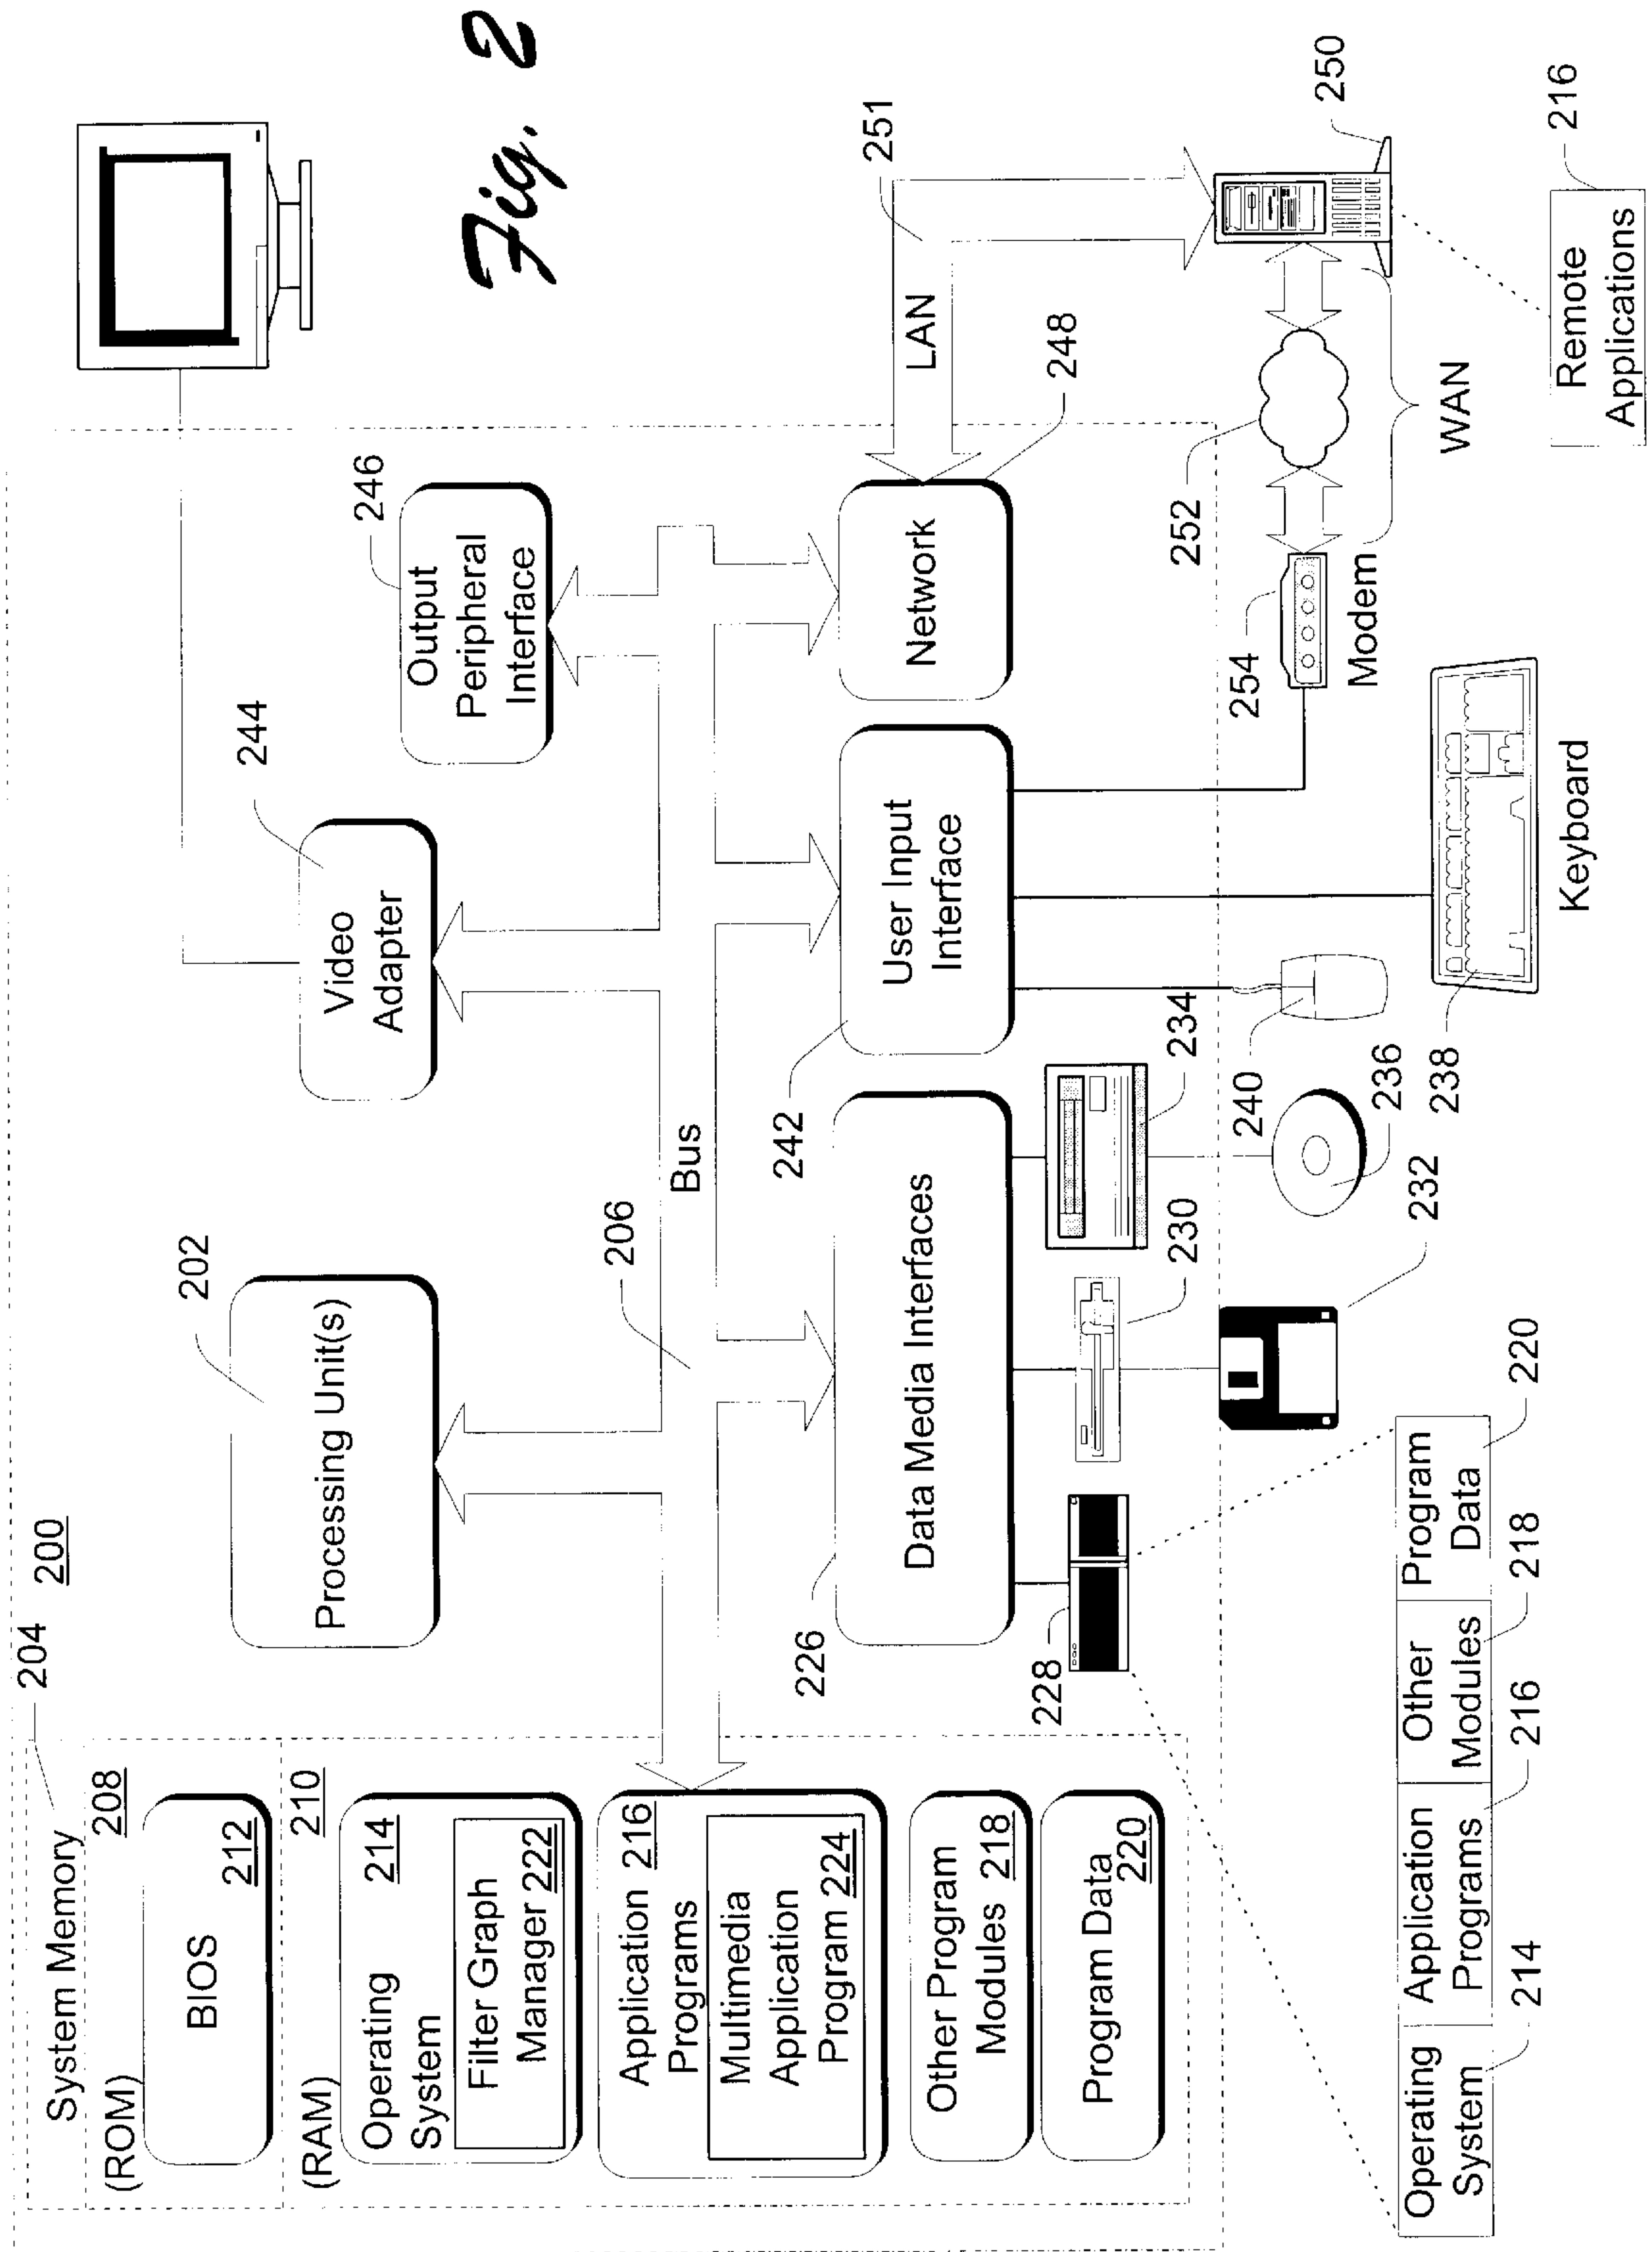 204
200
System Memory
(ROM) 208
BIOS
212
(RAM) 210
Operating
System
214
Filter Graph
Manager 222
Application 216
Programs
Multimedia
Application
Program 224
Other Program
Modules 218
Program Data
220
202
Processing Unit(s)
244
Video
Adapter
246
Output
Peripheral
Interface
Fig. 2
206
Bus
226
Data Media Interfaces
242
User Input
Interface
Network
248
LAN
251
228
230
234
232
236
240
238
Keyboard
254
Modem
252
WAN
250
Remote
Applications
216
Operating
System
214
Application
Programs
216
Other
Modules
218
Program
Data
220